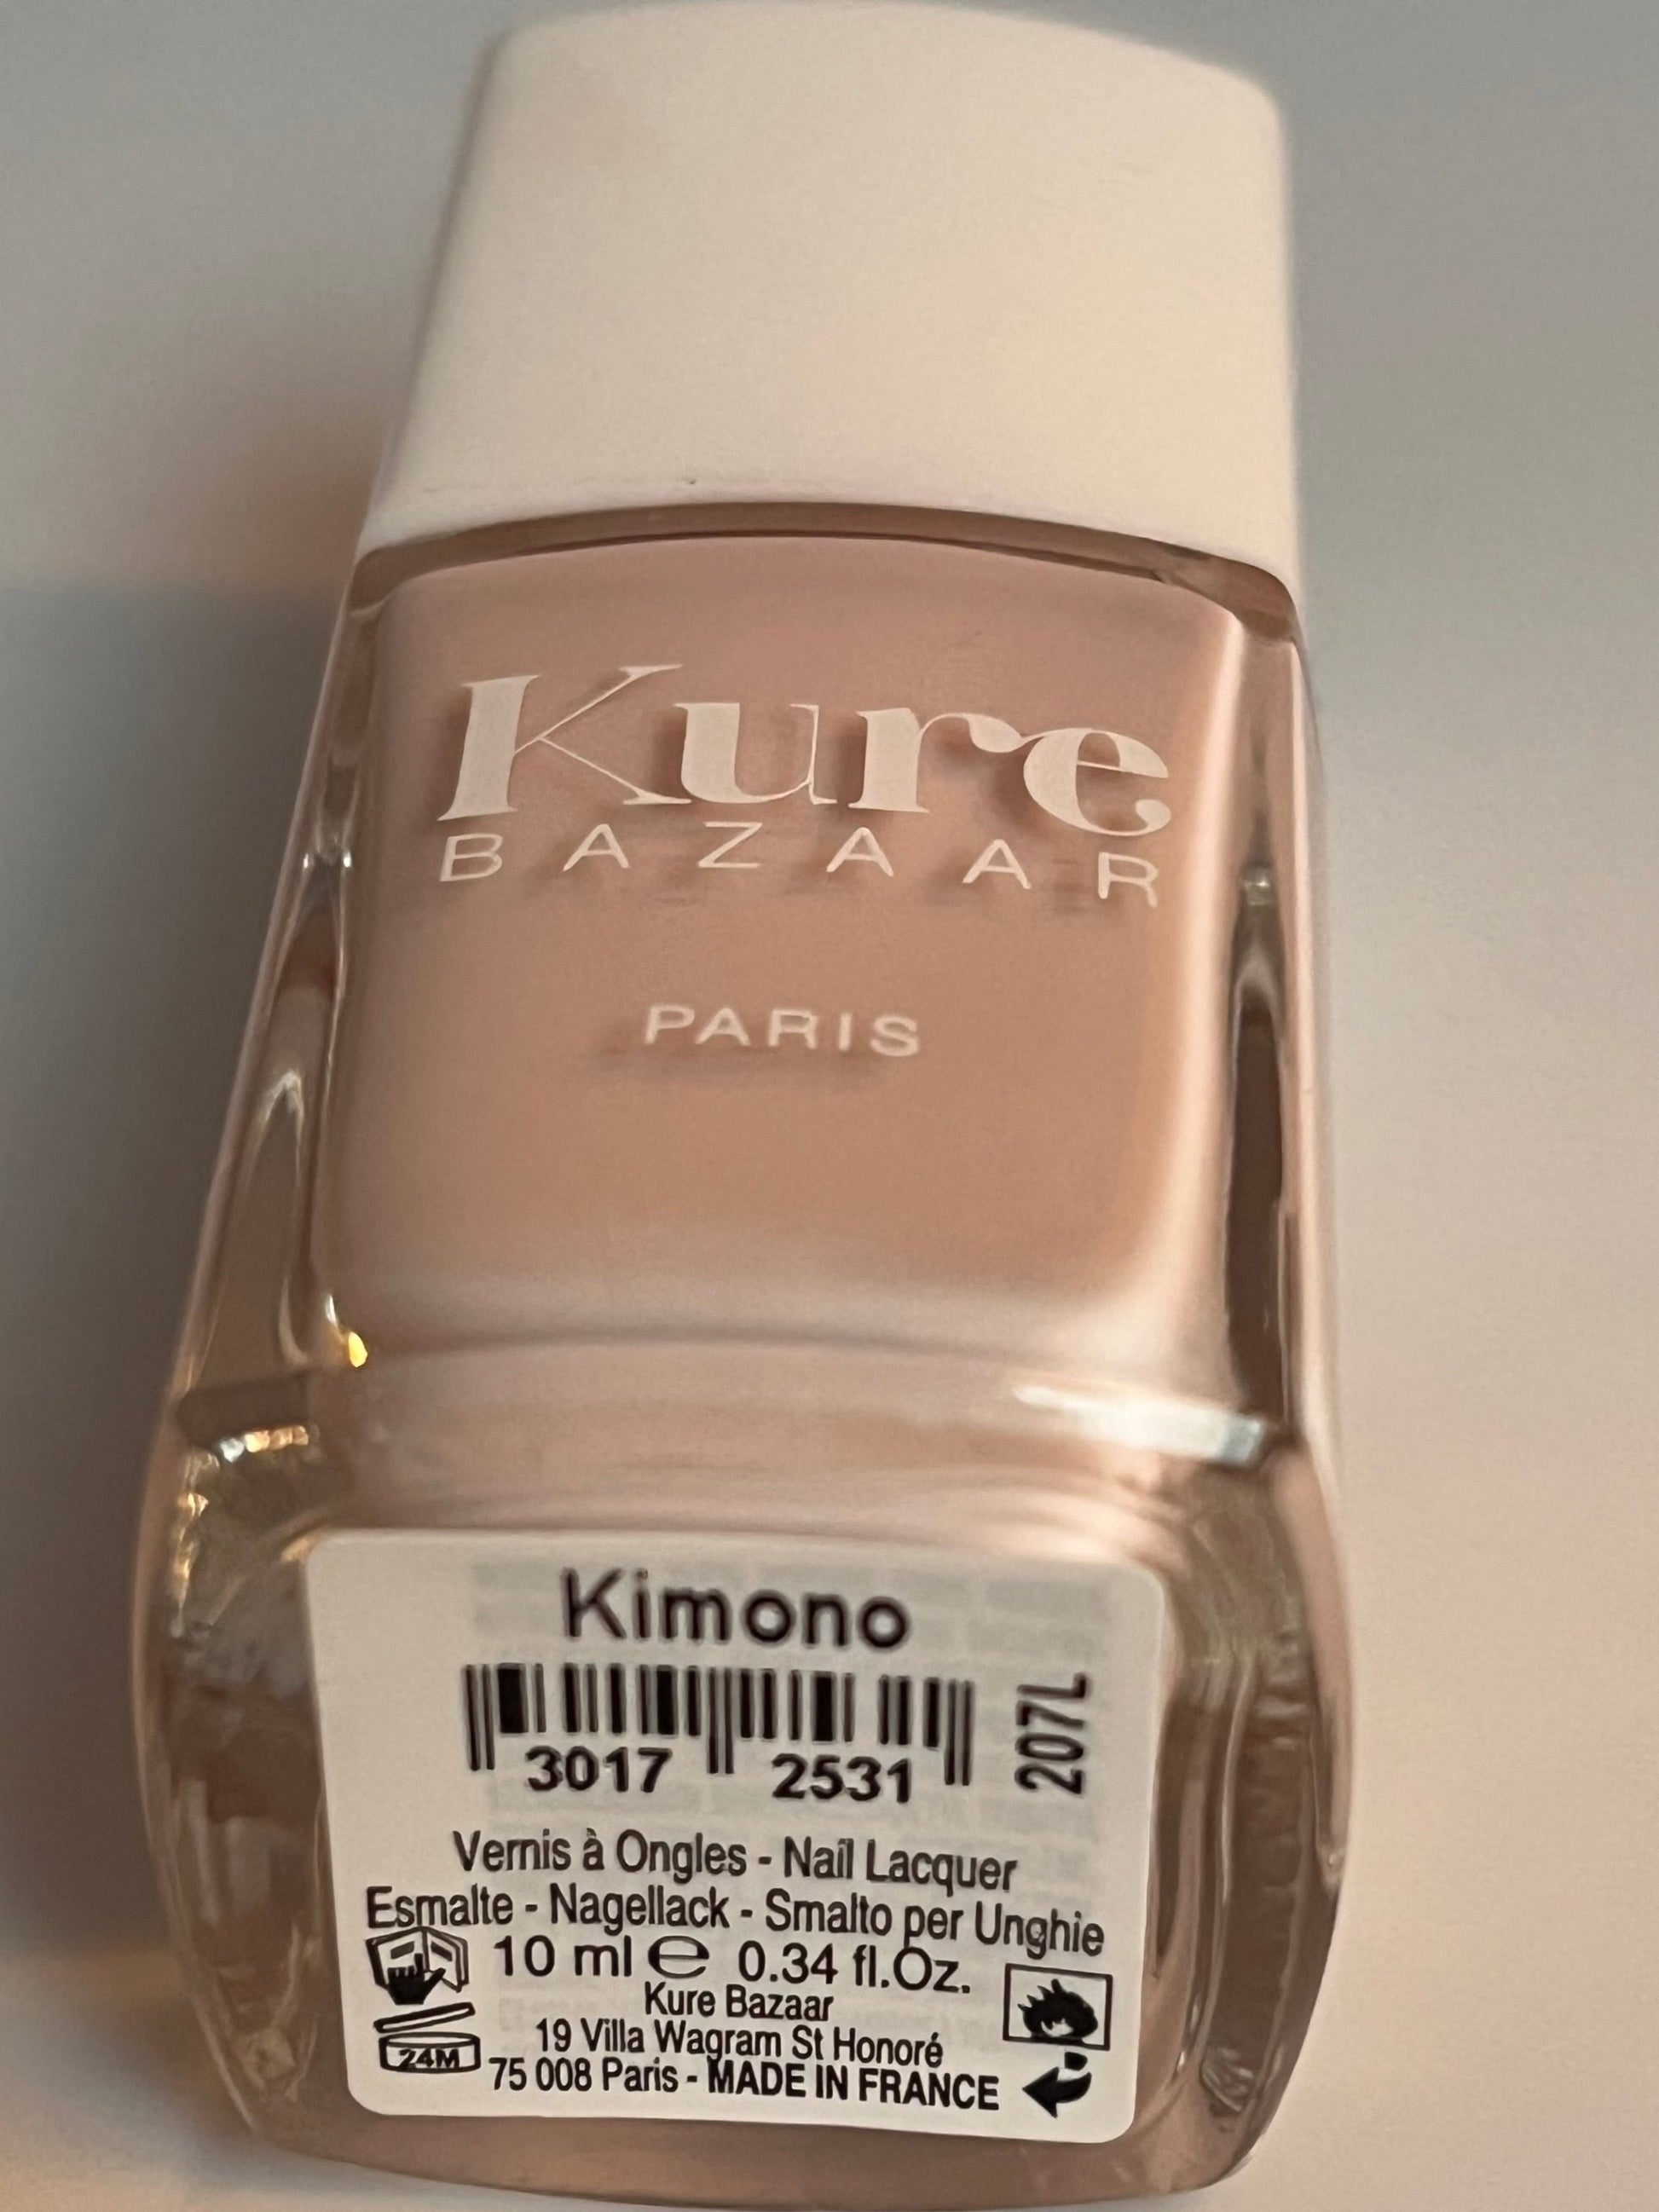 Kure
BAZAAR
PARIS
Kimono
3017 2531
207L
Vernis à Ongles - Nail Lacquer
Esmalte - Nagellack - Smalto per Unghie
10 ml e 0.34 fl.Oz.
Kure Bazaar
19 Villa Wagram St Honoré
24M
75 008 Paris - MADE IN FRANCE